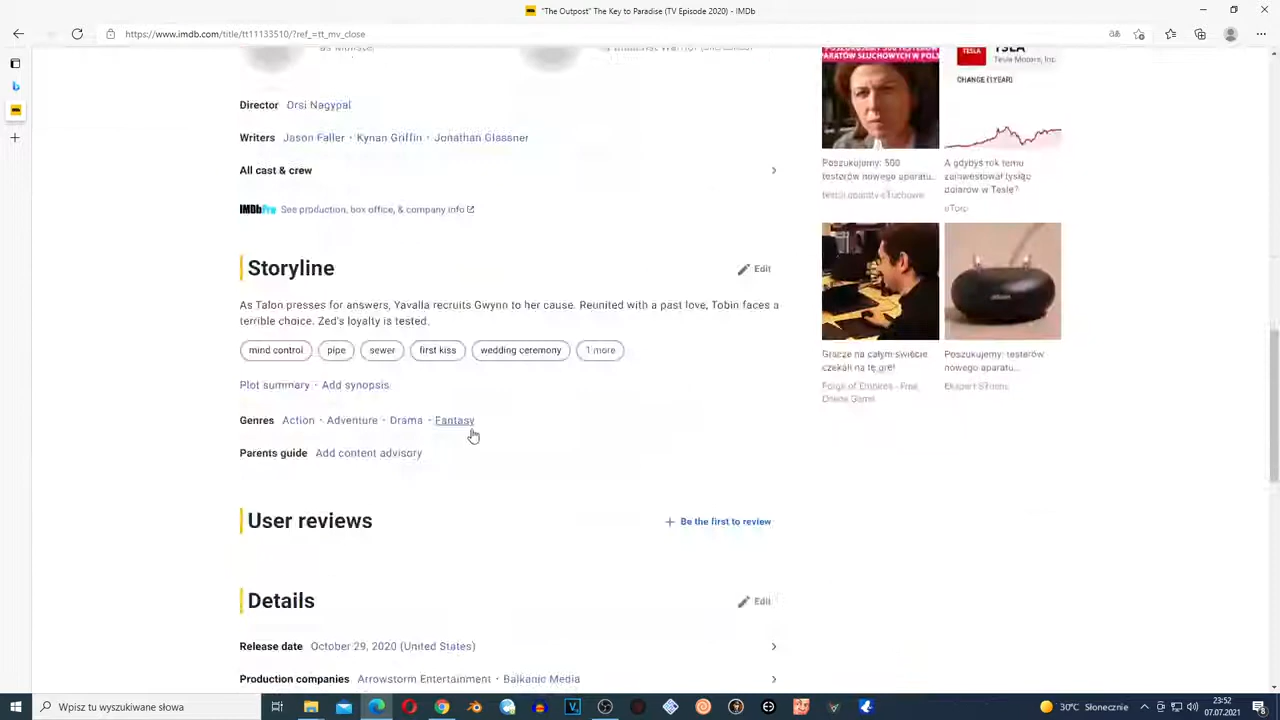 "The Outpost" The Key to Paradise (TV Episode 2020) - IMDb
https://www.imdb.com/title/tt11133510/?ref_=tt_mv_close
Director Orsi Nagypal
Writers Jason Faller · Kynan Griffin · Jonathan Glassner
All cast & crew
IMDbPro See production, box office, & company info
Storyline
Edit
As Talon presses for answers, Yavalla recruits Gwynn to her cause. Reunited with a past love, Tobin faces a
terrible choice. Zed's loyalty is tested.
mind control pipe sewer first kiss wedding ceremony 1 more
Plot summary · Add synopsis
Genres Action · Adventure · Drama · Fantasy
Parents guide Add content advisory
User reviews
+ Be the first to review
Details
Edit
Release date October 29, 2020 (United States)
Production companies Arrowstorm Entertainment · Balkanic Media
TESLA
TSLA
Tesla Motors, Inc.
CHANGE (1YEAR)
Poszukujemy: 500
testerów nowego aparatu...
A gdybyś rok temu
zainwestował tysiąc
dolarów w Teslę?
eToro
Gracze na całym świecie
czekali na tę grę!
Forge of Empires - Free
Online Game
Poszukujemy: testerów
nowego aparatu...
Wpisz tu wyszukiwane słowa
30°C Słonecznie
23:52
07.07.2021